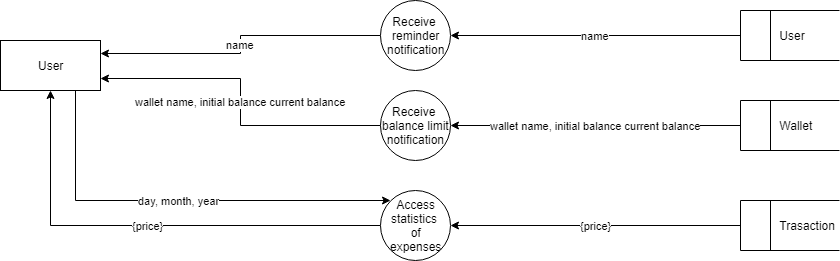 Receive
reminder
notification
User
name
name
User
wallet name, initial balance current balance
Receive
balance limit
notification
wallet name, initial balance current balance
Wallet
day, month, year
Access
statistics
of
expenses
{price}
{price}
Trasaction